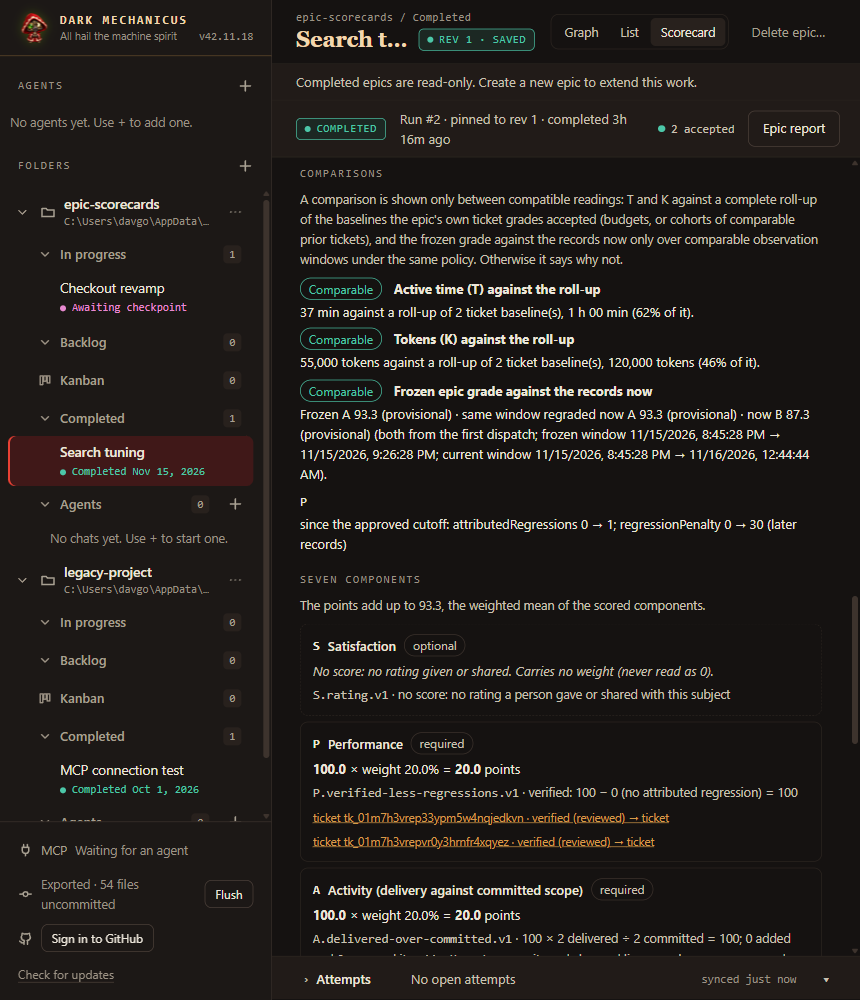 DARK MECHANICUS
All hail the machine spirit v42.11.18
AGENTS
No agents yet. Use + to add one.
FOLDERS
epic-scorecards
C:\Users\davgo\AppData\…
In progress 1
Checkout revamp
Awaiting checkpoint
Backlog 0
Kanban 0
Completed 1
Search tuning
Completed Nov 15, 2026
Agents 0
No chats yet. Use + to start one.
legacy-project
C:\Users\davgo\AppData\…
In progress 0
Backlog 0
Kanban 0
Completed 1
MCP connection test
Completed Oct 1, 2026
MCP Waiting for an agent
Exported · 54 files
uncommitted
Flush
Sign in to GitHub
Check for updates
epic-scorecards / Completed
Search t…
REV 1 · SAVED
Graph List Scorecard
Delete epic…
Completed epics are read-only. Create a new epic to extend this work.
COMPLETED
Run #2 · pinned to rev 1 · completed 3h
16m ago
2 accepted
Epic report
COMPARISONS
A comparison is shown only between compatible readings: T and K against a complete roll-up
of the baselines the epic's own ticket grades accepted (budgets, or cohorts of comparable
prior tickets), and the frozen grade against the records now only over comparable observation
windows under the same policy. Otherwise it says why not.
Comparable Active time (T) against the roll-up
37 min against a roll-up of 2 ticket baseline(s), 1 h 00 min (62% of it).
Comparable Tokens (K) against the roll-up
55,000 tokens against a roll-up of 2 ticket baseline(s), 120,000 tokens (46% of it).
Comparable Frozen epic grade against the records now
Frozen A 93.3 (provisional) · same window regraded now A 93.3 (provisional) · now B 87.3
(provisional) (both from the first dispatch; frozen window 11/15/2026, 8:45:28 PM →
11/15/2026, 9:26:28 PM; current window 11/15/2026, 8:45:28 PM → 11/16/2026, 12:44:44
AM).
P
since the approved cutoff: attributedRegressions 0 → 1; regressionPenalty 0 → 30 (later
records)
SEVEN COMPONENTS
The points add up to 93.3, the weighted mean of the scored components.
S Satisfaction optional
No score: no rating given or shared. Carries no weight (never read as 0).
S.rating.v1 · no score: no rating a person gave or shared with this subject
P Performance required
100.0 × weight 20.0% = 20.0 points
P.verified-less-regressions.v1 · verified: 100 − 0 (no attributed regression) = 100
ticket tk_01m7h3vrep33ypm5w4nqjedkvn · verified (reviewed) → ticket
ticket tk_01m7h3vrepvr0y3hrnfr4xqyez · verified (reviewed) → ticket
A Activity (delivery against committed scope) required
100.0 × weight 20.0% = 20.0 points
A.delivered-over-committed.v1 · 100 × 2 delivered ÷ 2 committed = 100; 0 added
Attempts No open attempts
synced just now